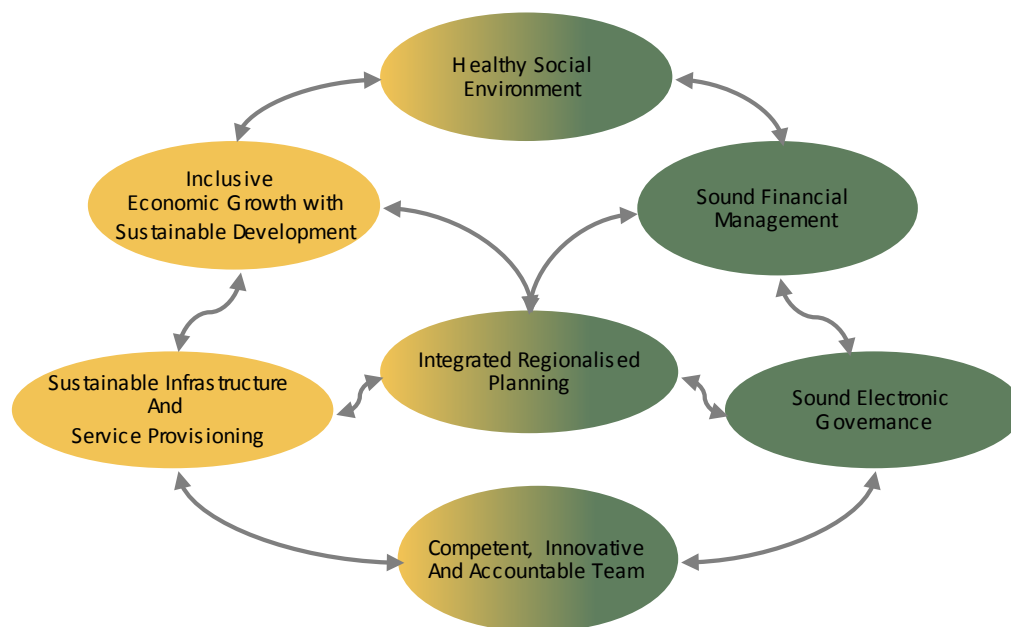 Healthy Social
Environment
Inclusive
Economic Growth with
Sustainable Development
Sound Financial
Management
Integrated Regionalised
Planning
Sustainable Infrastructure
And
Service Provisioning
Sound Electronic
Governance
Competent, Innovative
And Accountable Team